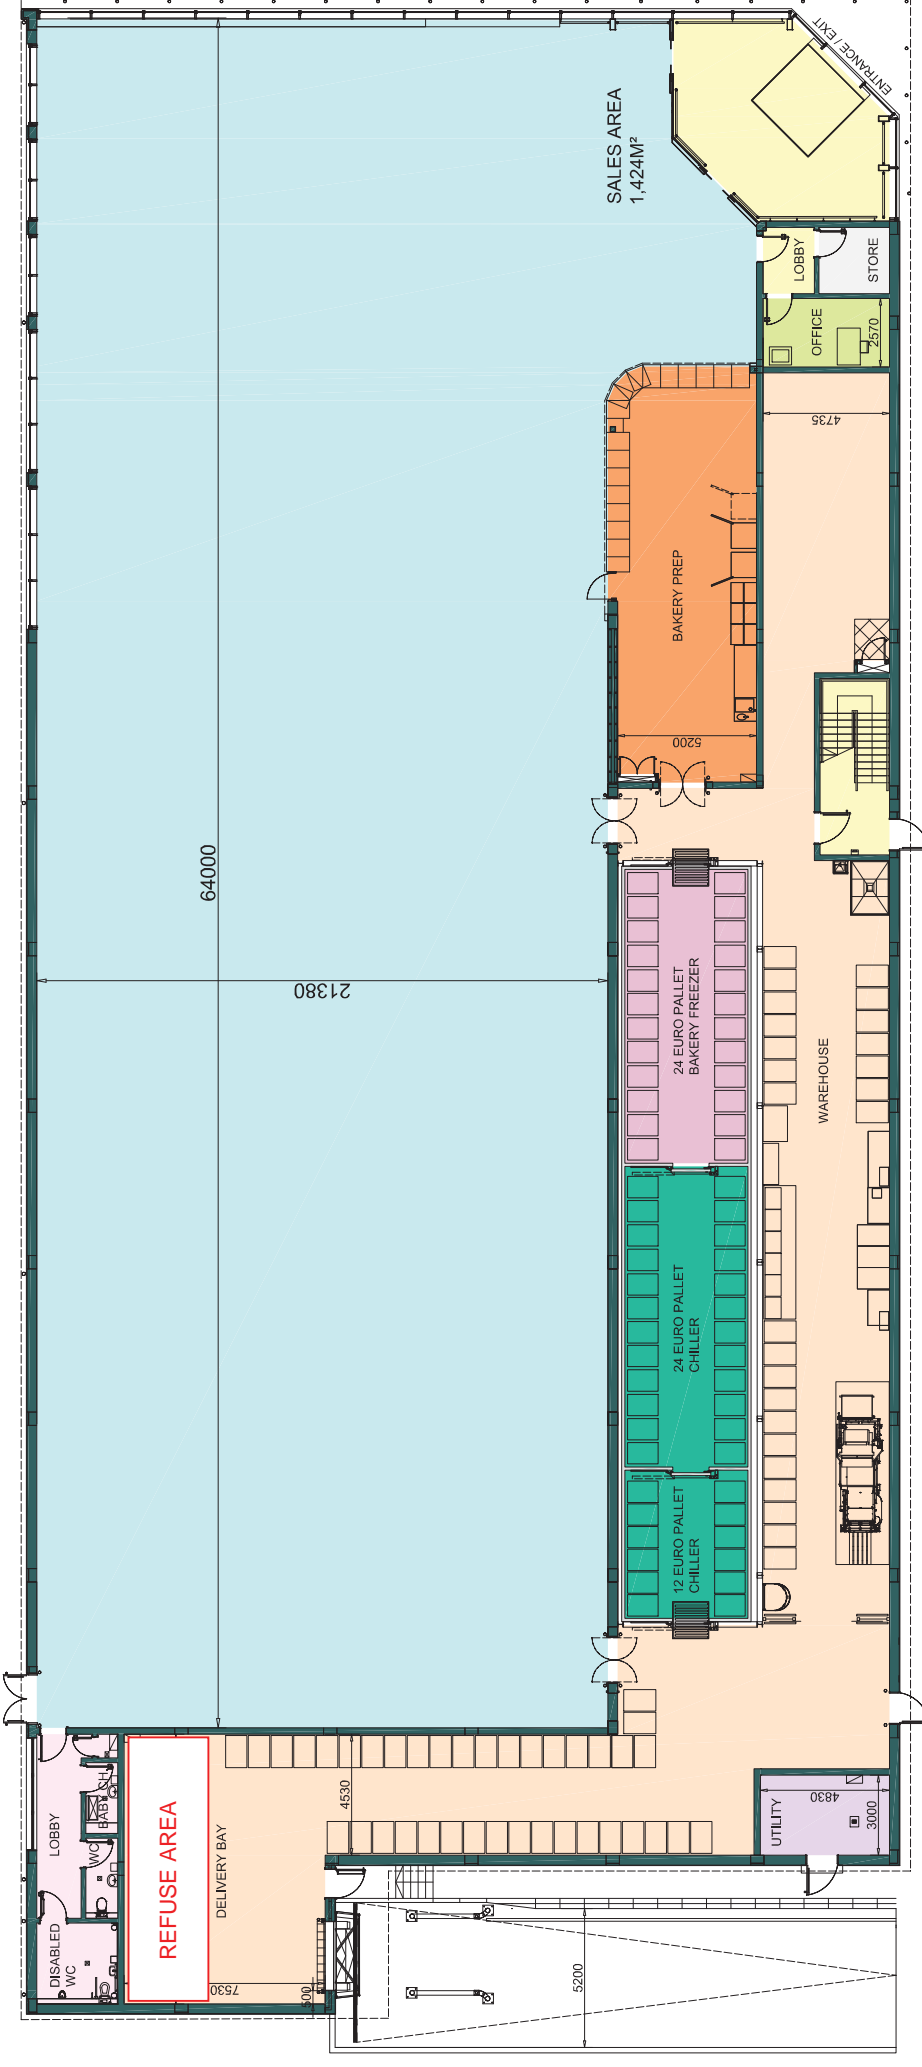 ENTRANCE / EXIT
SALES AREA
1,424M²
LOBBY
STORE
OFFICE
2570
4735
BAKERY PREP
5200
64000
21380
24 EURO PALLET
BAKERY FREEZER
WAREHOUSE
24 EURO PALLET
CHILLER
12 EURO PALLET
CHILLER
LOBBY
BABY CH.
WC
DISABLED
WC
REFUSE AREA
DELIVERY BAY
4530
7530
500
UTILITY
4830
3000
5200